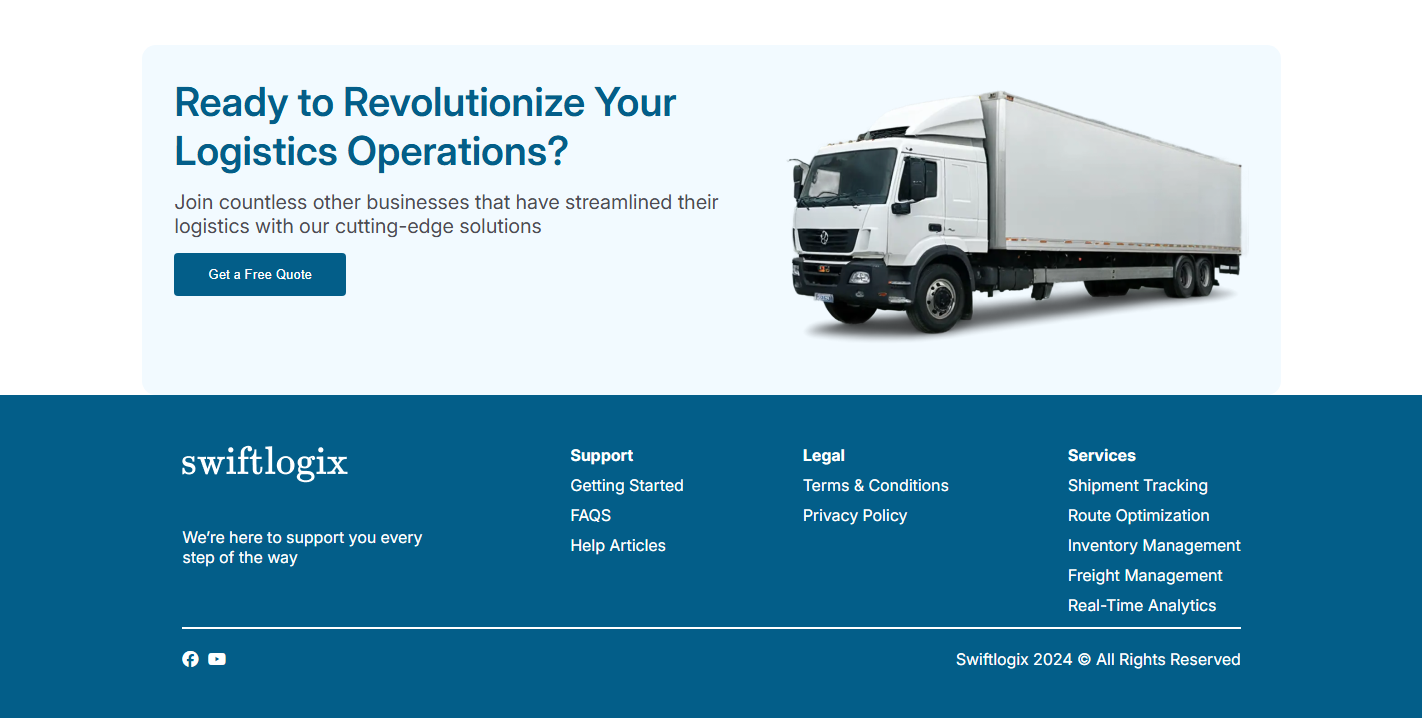 Ready to Revolutionize Your
Logistics Operations?
Join countless other businesses that have streamlined their
logistics with our cutting-edge solutions
Get a Free Quote
swiftlogix
We’re here to support you every
step of the way
Support
Getting Started
FAQS
Help Articles
Legal
Terms & Conditions
Privacy Policy
Services
Shipment Tracking
Route Optimization
Inventory Management
Freight Management
Real-Time Analytics
Swiftlogix 2024 © All Rights Reserved